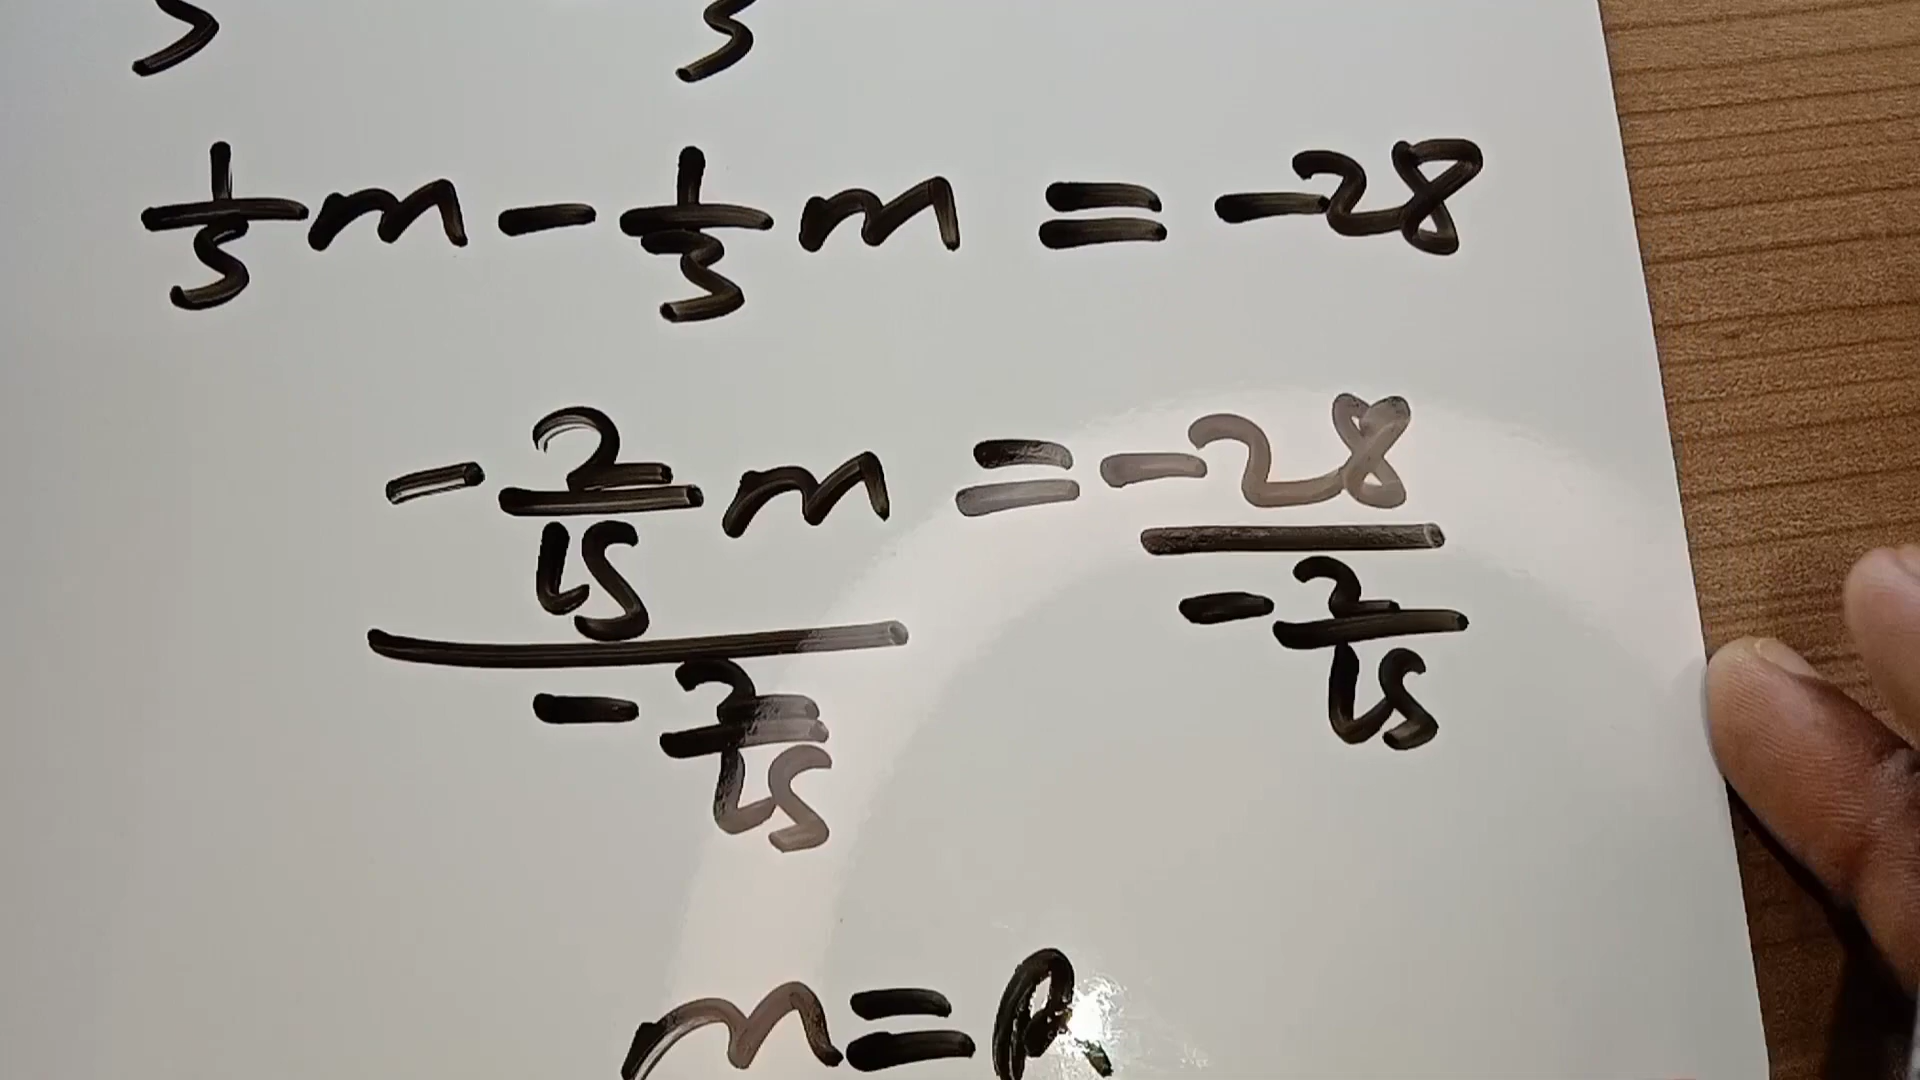 1/5 m - 1/3 m = -28
-2/15 m / -2/15 = -28 / -2/15
m =